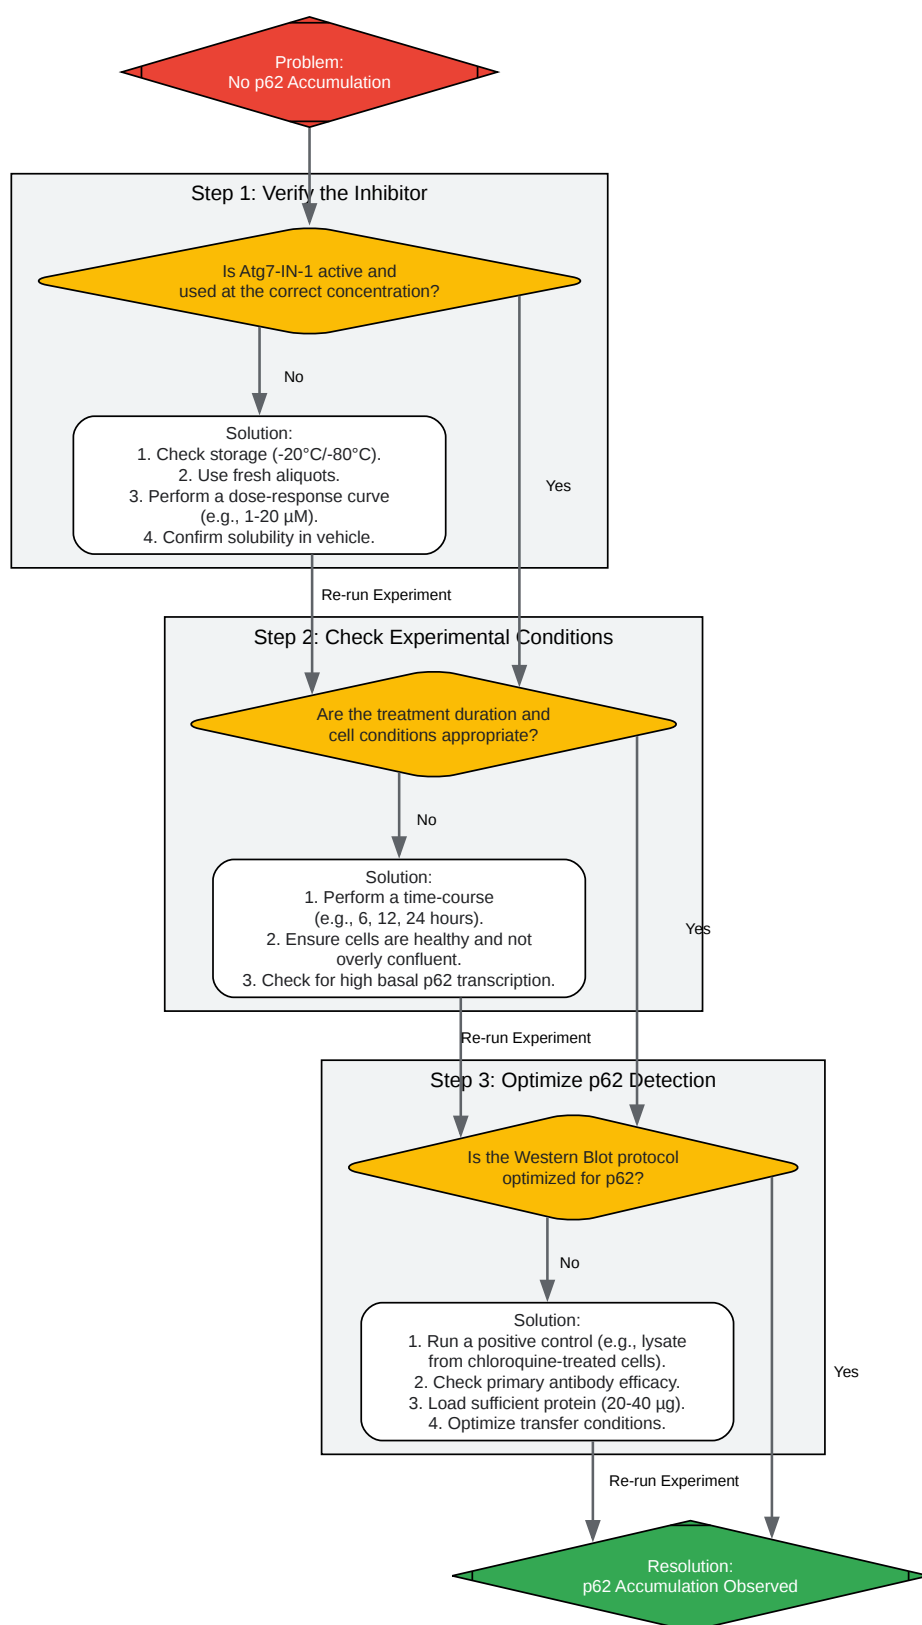 Problem:
No p62 Accumulation
Step 1: Verify the Inhibitor
Is Atg7-IN-1 active and
used at the correct concentration?
No
Solution:
1. Check storage (-20°C/-80°C).
2. Use fresh aliquots.
3. Perform a dose-response curve
(e.g., 1-20 µM).
4. Confirm solubility in vehicle.
Yes
Re-run Experiment
Step 2: Check Experimental Conditions
Are the treatment duration and
cell conditions appropriate?
No
Solution:
1. Perform a time-course
(e.g., 6, 12, 24 hours).
2. Ensure cells are healthy and not
overly confluent.
3. Check for high basal p62 transcription.
Yes
Re-run Experiment
Step 3: Optimize p62 Detection
Is the Western Blot protocol
optimized for p62?
No
Solution:
1. Run a positive control (e.g., lysate
from chloroquine-treated cells).
2. Check primary antibody efficacy.
3. Load sufficient protein (20-40 µg).
4. Optimize transfer conditions.
Yes
Re-run Experiment
Resolution:
p62 Accumulation Observed